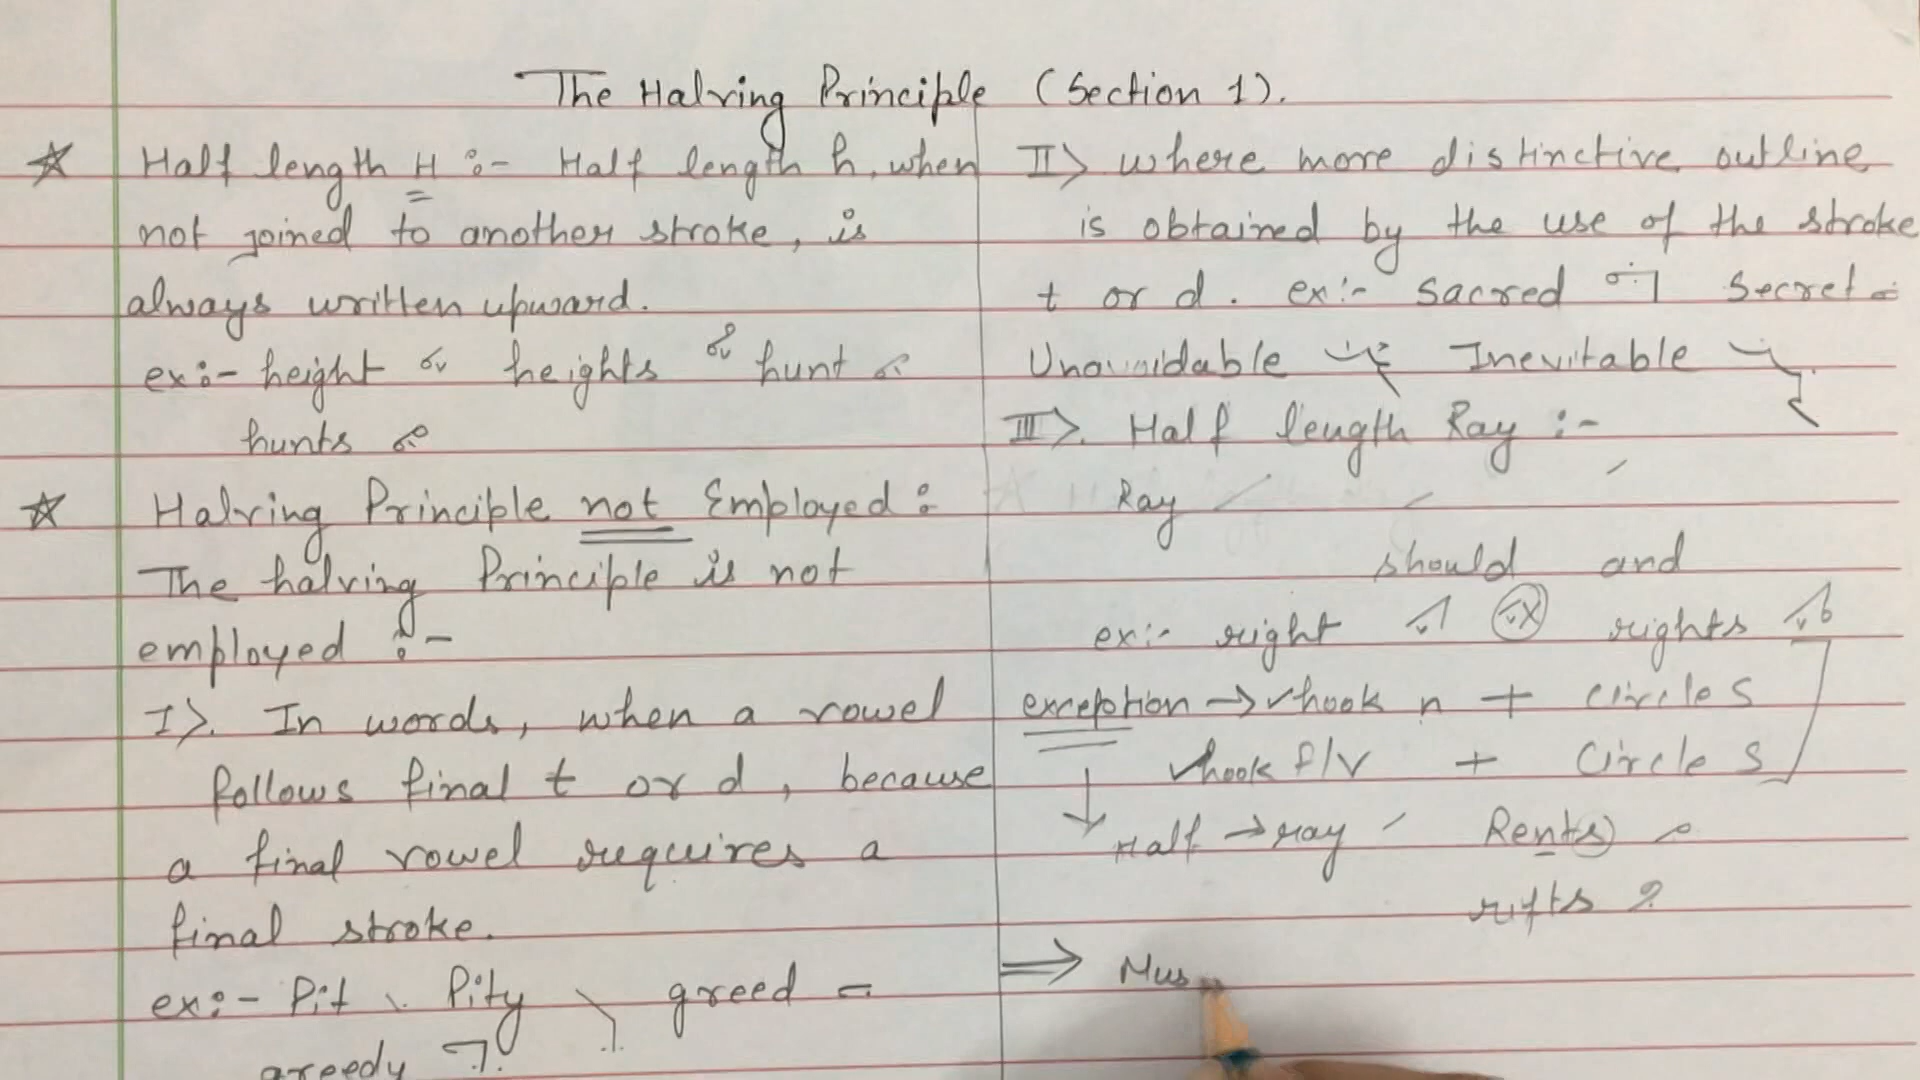 The Halving Principle (Section 1).
☆ Half length H :- Half length h, when
not joined to another stroke, is
always written upward.
ex:- height heights hunt
hunts
☆ Halving Principle not Employed :
The halving Principle is not
employed :-
I>. In words, when a vowel
follows final t or d, because
a final vowel requires a
final stroke.
ex:- Pit Pity greed
greedy
II> where more distinctive outline
is obtained by the use of the stroke
t or d. ex:- Sacred Secret
Unavoidable Inevitable
III>. Half length Ray :-
Ray
should and
ex:- right rights
exception → hook n + circle S
hook f/v + Circle S
Half → ray Rents
rifts
⇒ Mus